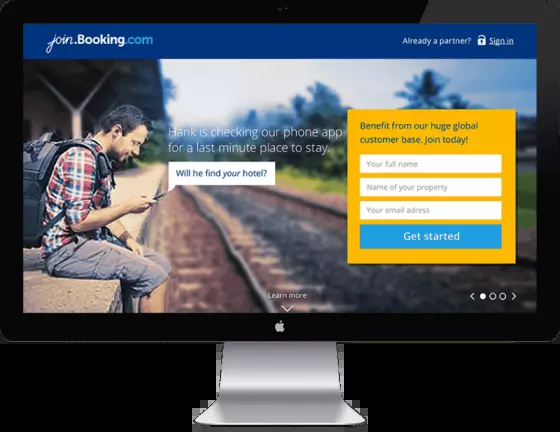 join.Booking.com
Already a partner? Sign in
Hank is checking our phone app
for a last minute place to stay.
Will he find your hotel?
Benefit from our huge global
customer base. Join today!
Your full name
Name of your property
Your email adress
Get started
Learn more